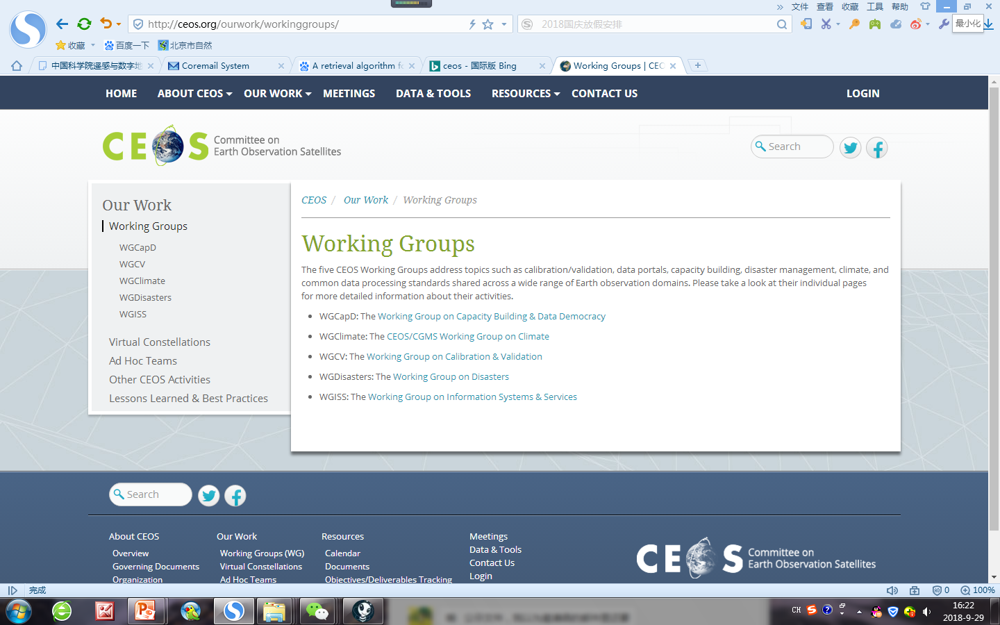 » 文件 查看 收藏 工具 帮助
http://ceos.org/ourwork/workinggroups/
2018国庆放假安排
最小化
收藏 百度一下 北京市自然
中国科学院遥感与数字地
Coremail System
A retrieval algorithm fo
ceos - 国际版 Bing
Working Groups | CEO
HOME ABOUT CEOS OUR WORK MEETINGS DATA & TOOLS RESOURCES CONTACT US LOGIN
CEOS
Committee on
Earth Observation Satellites
Search
Our Work
Working Groups
WGCapD
WGCV
WGClimate
WGDisasters
WGISS
Virtual Constellations
Ad Hoc Teams
Other CEOS Activities
Lessons Learned & Best Practices
CEOS / Our Work / Working Groups
Working Groups
The five CEOS Working Groups address topics such as calibration/validation, data portals, capacity building, disaster management, climate, and
common data processing standards shared across a wide range of Earth observation domains. Please take a look at their individual pages
for more detailed information about their activities.
WGCapD: The Working Group on Capacity Building & Data Democracy
WGClimate: The CEOS/CGMS Working Group on Climate
WGCV: The Working Group on Calibration & Validation
WGDisasters: The Working Group on Disasters
WGISS: The Working Group on Information Systems & Services
Search
About CEOS
Overview
Governing Documents
Organization
Our Work
Working Groups (WG)
Virtual Constellations
Ad Hoc Teams
Resources
Calendar
Documents
Objectives/Deliverables Tracking
Meetings
Data & Tools
Contact Us
Login
CEOS
Committee on
Earth Observation Satellites
完成
0
100%
CH
16:22
2018-9-29